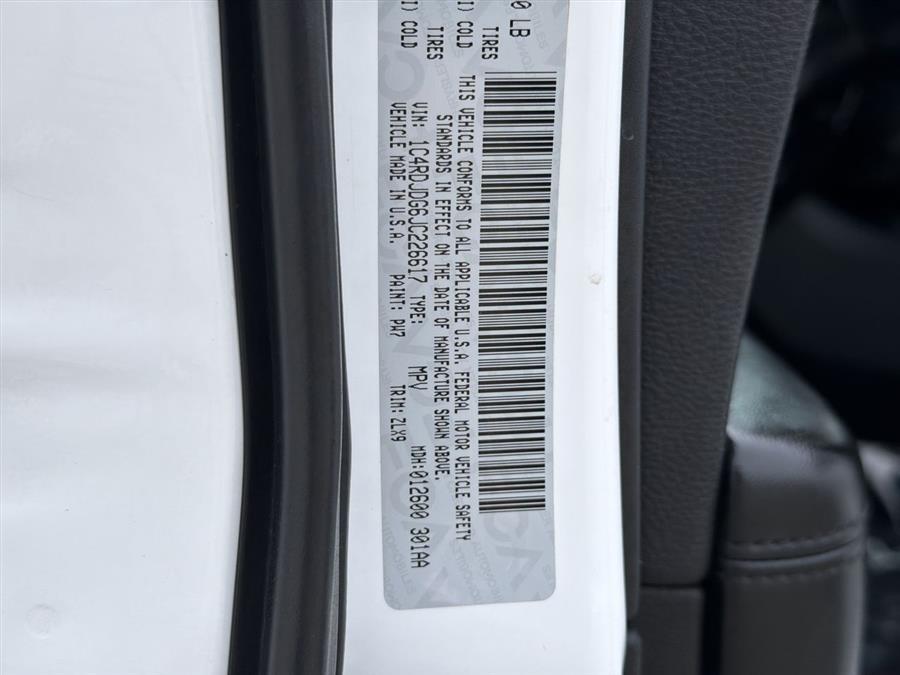 0 LB
TIRES
I) COLD
TIRES
I) COLD
THIS VEHICLE CONFORMS TO ALL APPLICABLE U.S.A. FEDERAL MOTOR VEHICLE SAFETY
STANDARDS IN EFFECT ON THE DATE OF MANUFACTURE SHOWN ABOVE.
VIN: 1C4RDJDG6JC226617 TYPE: MPV MDH:012600 301AA
VEHICLE MADE IN U.S.A. PAINT: PW7 TRIM: ZLX9